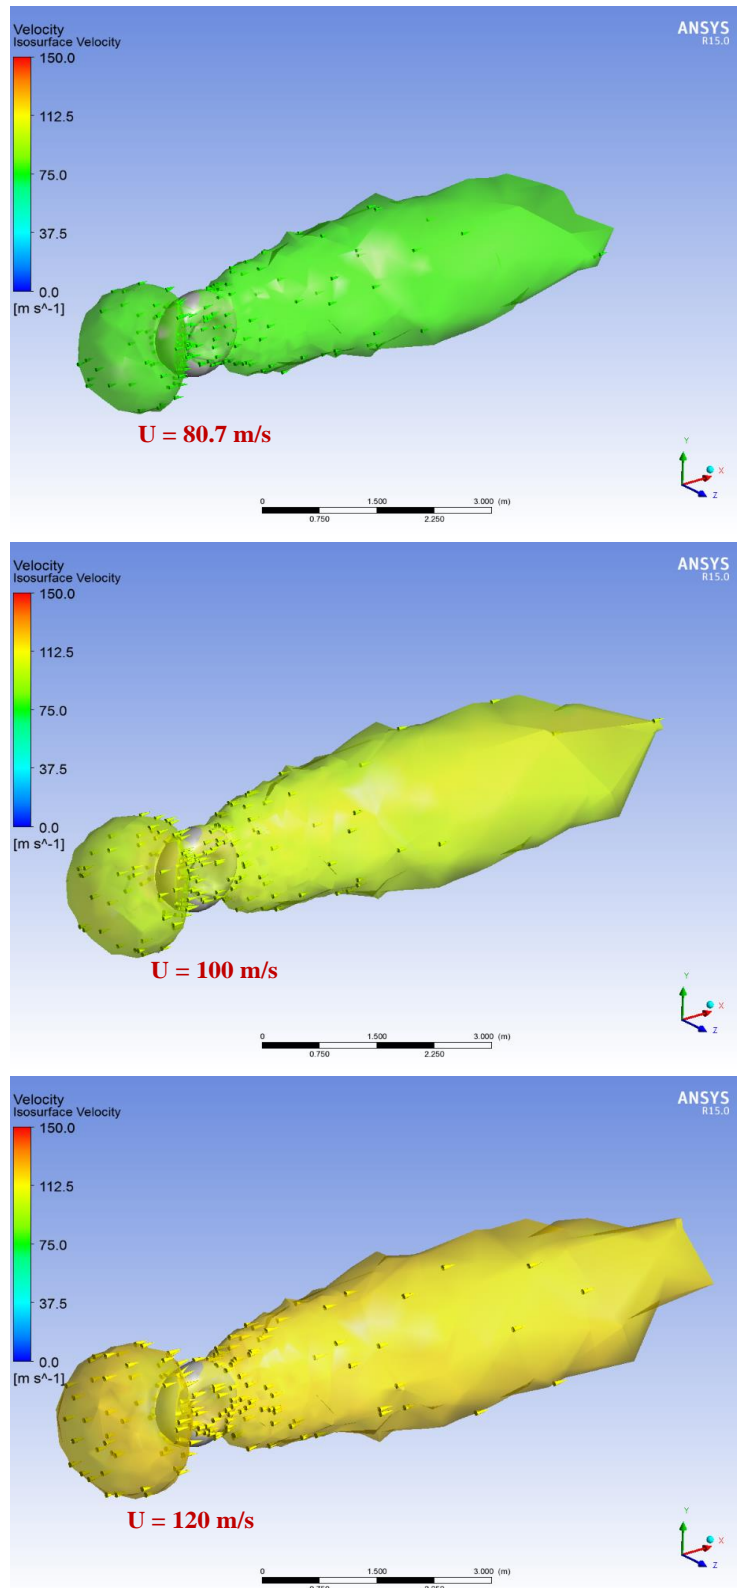 Velocity
Isosurface Velocity
150.0
112.5
75.0
37.5
0.0
[m s^-1]
ANSYS
R15.0
U = 80.7 m/s
0 1.500 3.000 (m)
0.750 2.250
Y
X
Z
Velocity
Isosurface Velocity
150.0
112.5
75.0
37.5
0.0
[m s^-1]
ANSYS
R15.0
U = 100 m/s
0 1.500 3.000 (m)
0.750 2.250
Y
X
Z
Velocity
Isosurface Velocity
150.0
112.5
75.0
37.5
0.0
[m s^-1]
ANSYS
R15.0
U = 120 m/s
0 1.500 3.000 (m)
Y
X
Z